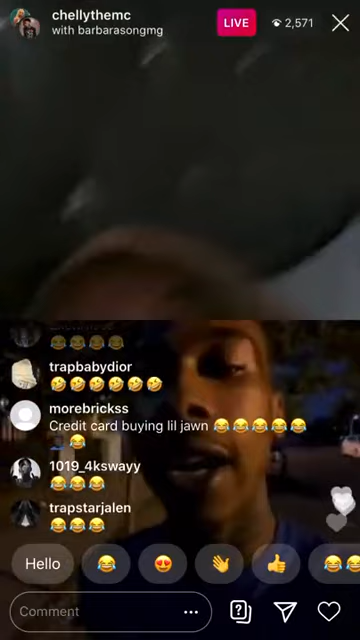 chellythemc
with barbarasongmg
LIVE
2,571
😂😂😂😂
trapbabydior
🤣🤣🤣🤣🤣🤣
morebrickss
Credit card buying lil jawn 😂😂😂😂😂
😂
1019_4kswayy
😂😂😂
trapstarjalen
😂😂😂
Hello
😂 😍 👋 👍 😂😂
Comment